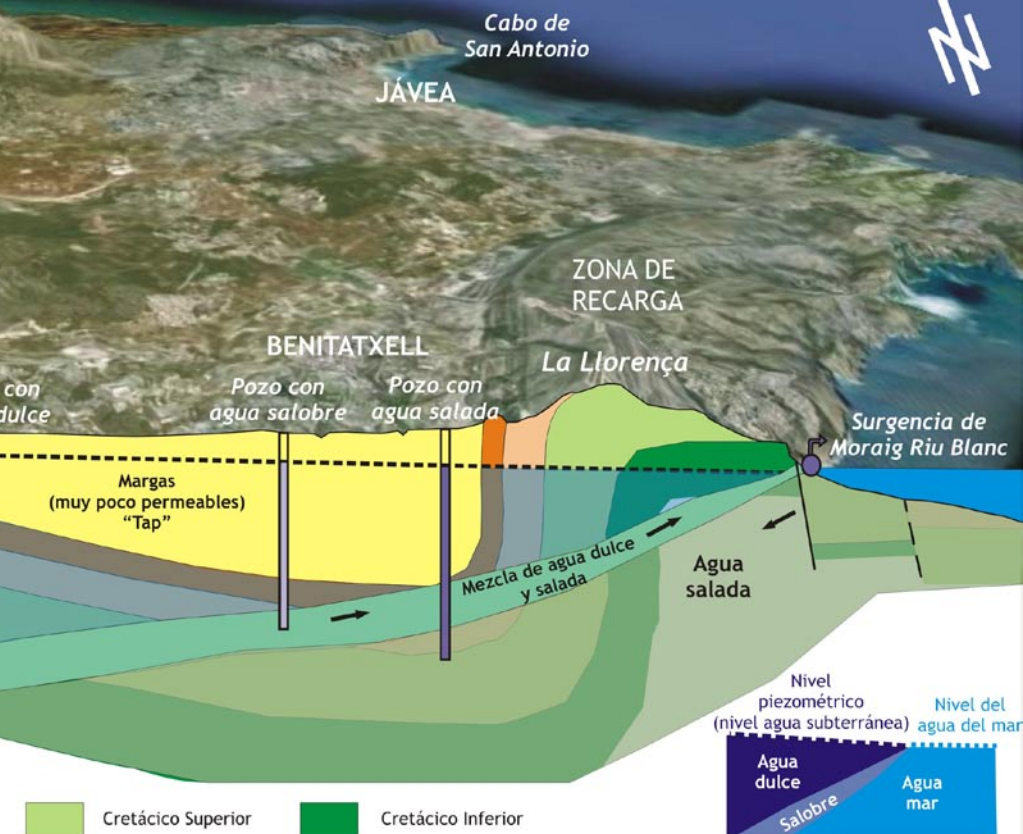 Cabo de
San Antonio
JÁVEA
N
ZONA DE
RECARGA
BENITATXELL
La Llorença
con
dulce
Pozo con
agua salobre
Pozo con
agua salada
Surgencia de
Moraig Riu Blanc
Margas
(muy poco permeables)
“Tap”
Mezcla de agua dulce
y salada
Agua
salada
Nivel
piezométrico
(nivel agua subterránea)
Nivel del
agua del mar
Agua
dulce
Salobre
Agua
mar
Cretácico Superior
Cretácico Inferior